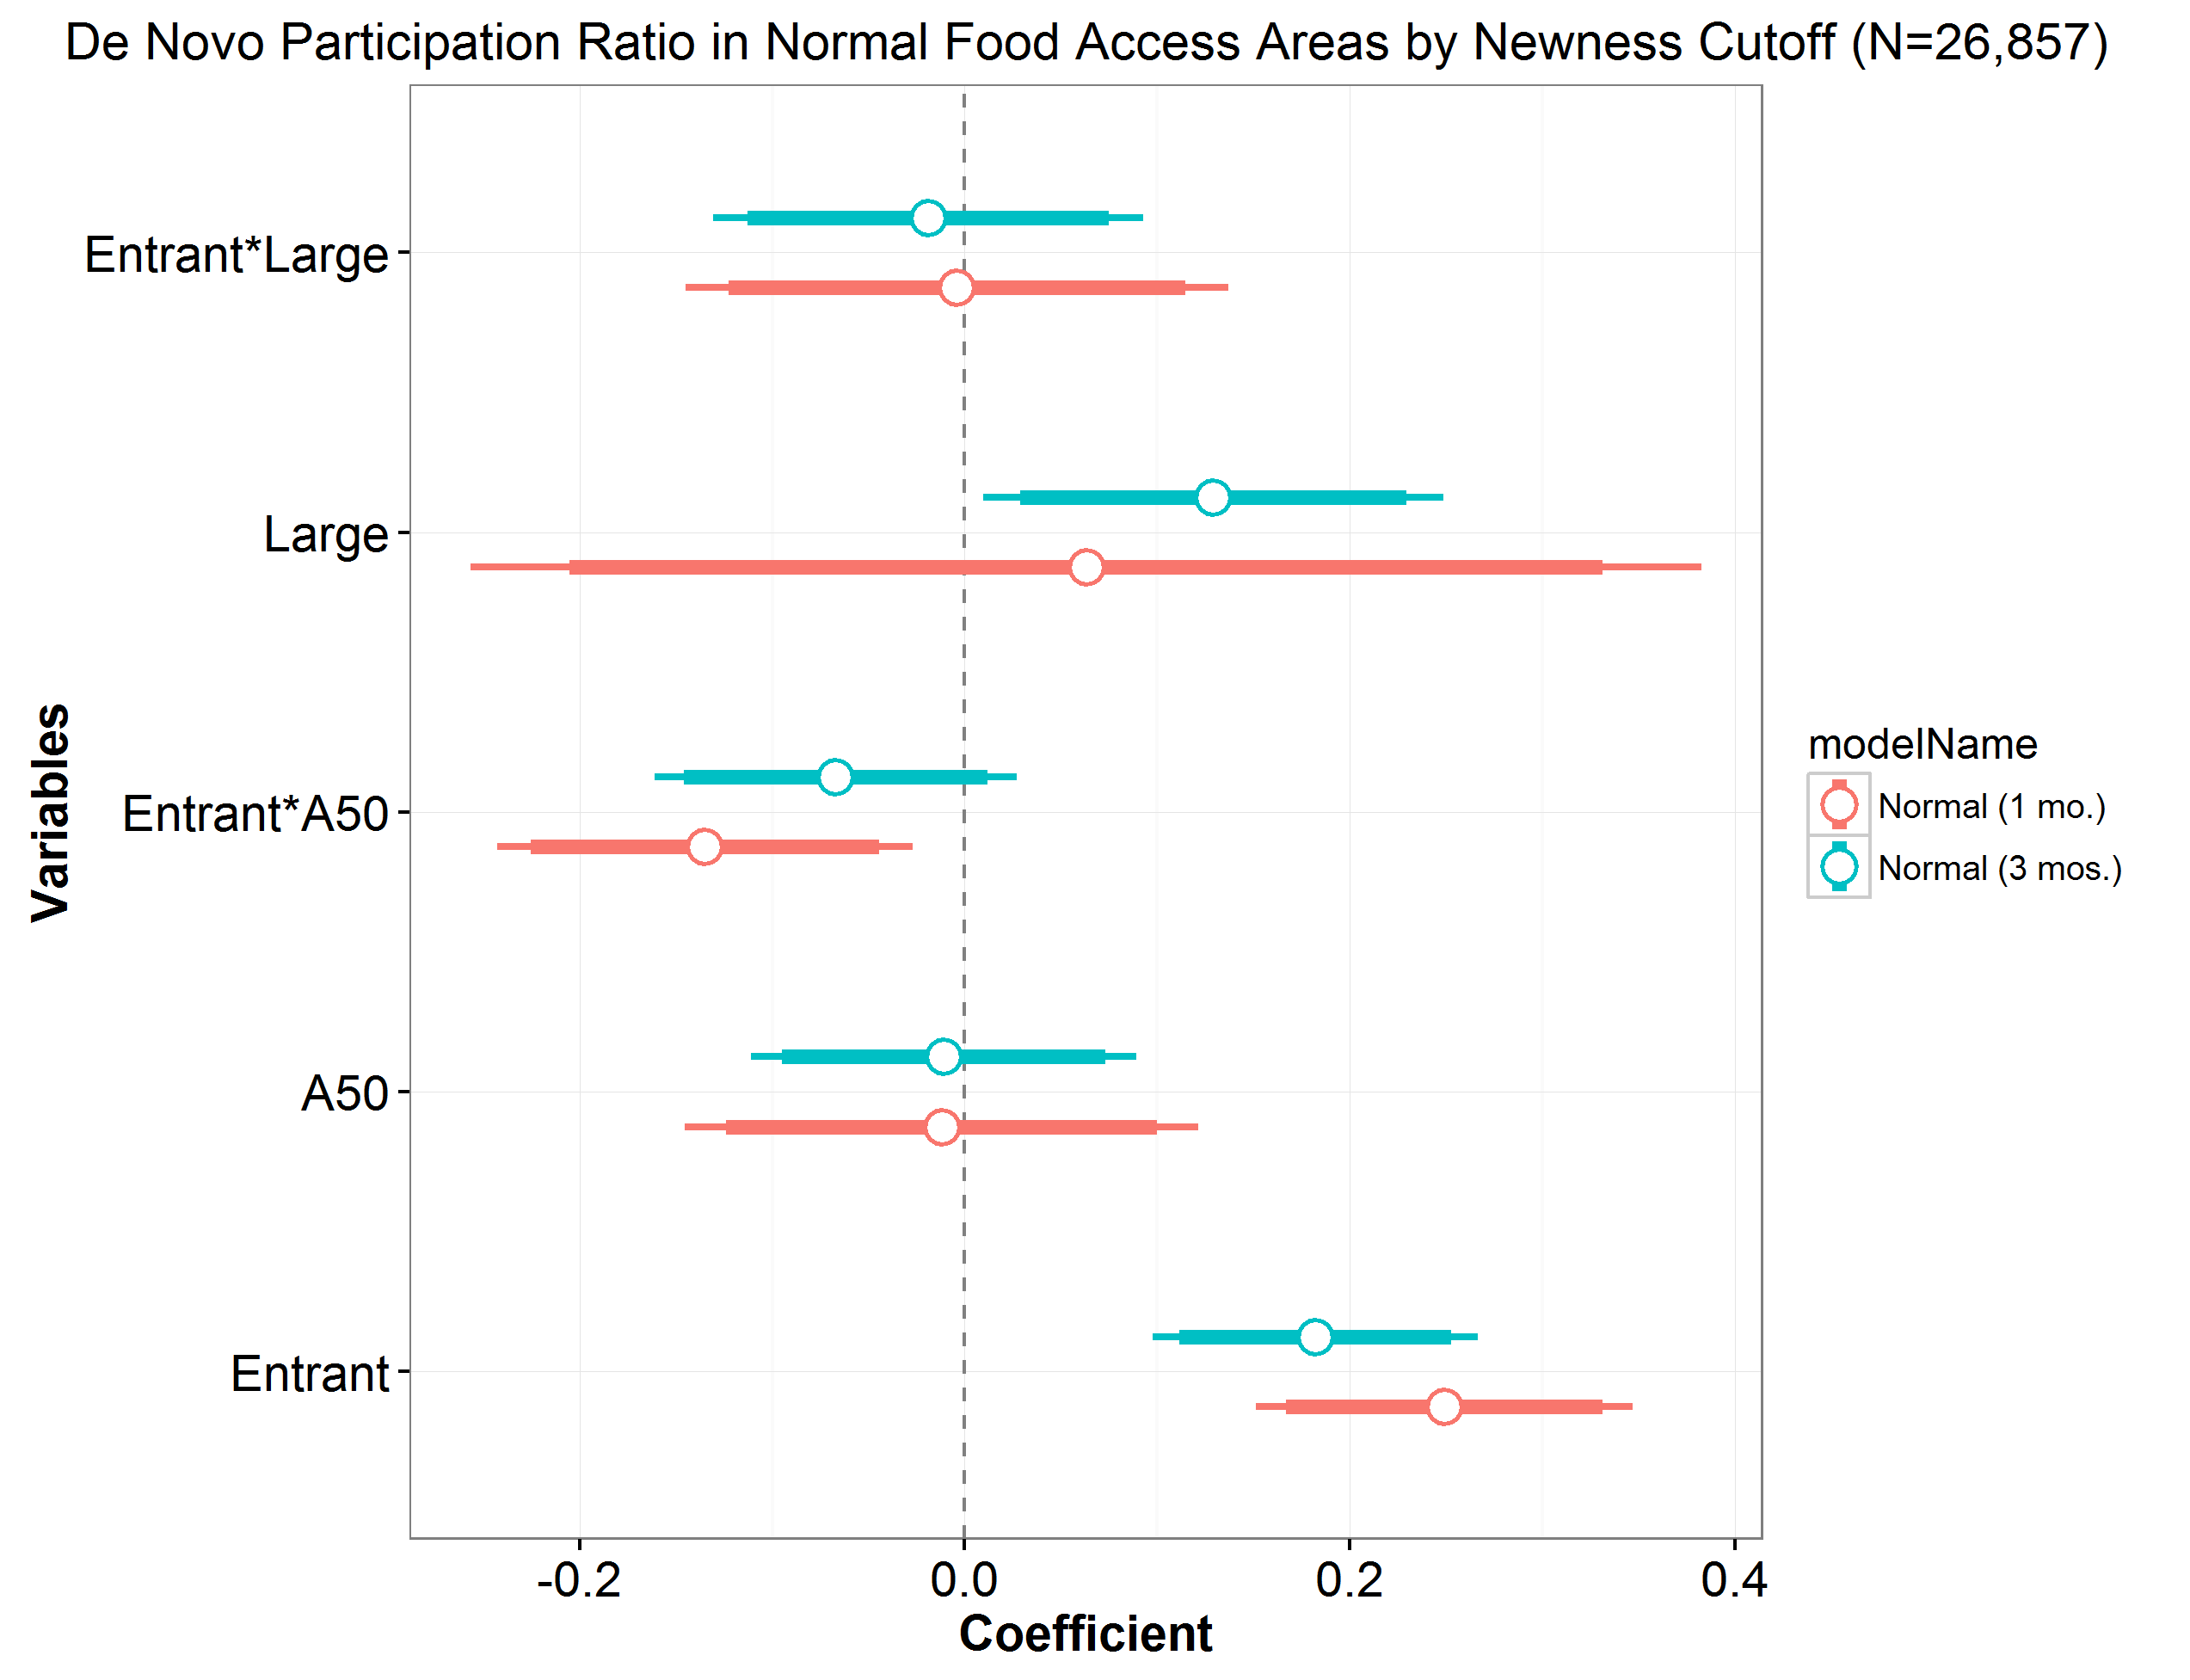 De Novo Participation Ratio in Normal Food Access Areas by Newness Cutoff (N=26,857)
Variables
Entrant*Large
Large
Entrant*A50
A50
Entrant
-0.2 0.0 0.2 0.4
Coefficient
modelName
Normal (1 mo.)
Normal (3 mos.)